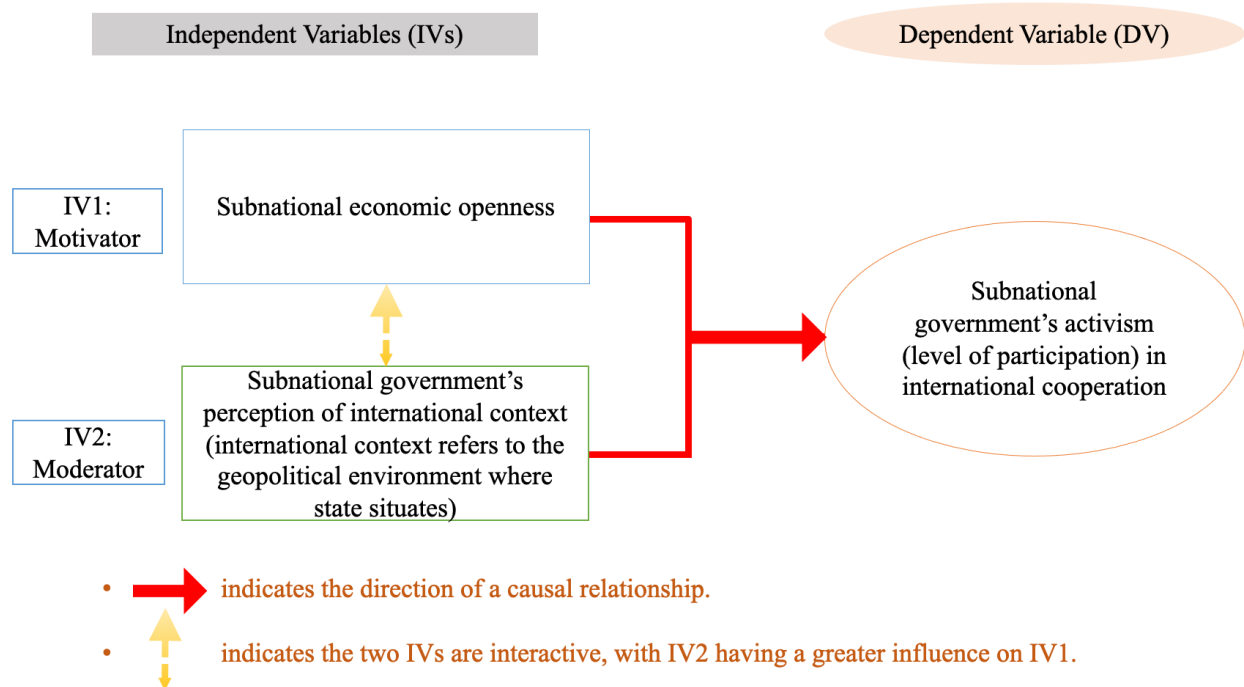 Independent Variables (IVs)
Dependent Variable (DV)
IV1:
Motivator
Subnational economic openness
Subnational
government’s activism
(level of participation) in
international cooperation
IV2:
Moderator
Subnational government’s
perception of international context
(international context refers to the
geopolitical environment where
state situates)
• indicates the direction of a causal relationship.
• indicates the two IVs are interactive, with IV2 having a greater influence on IV1.